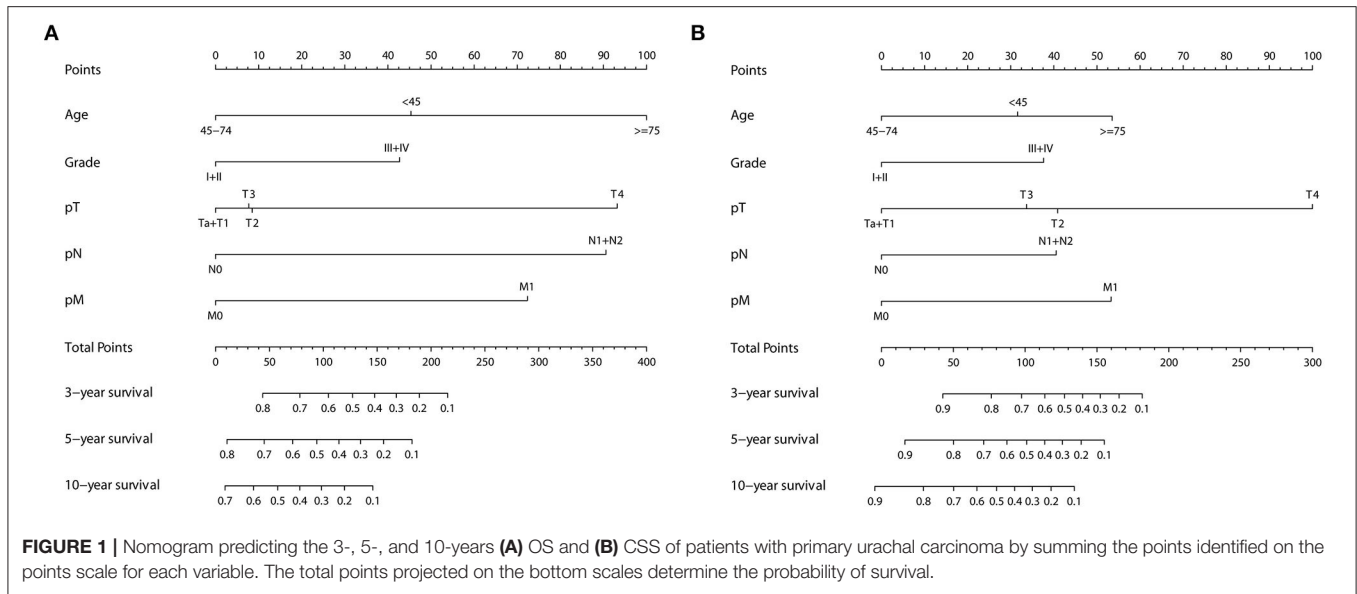 A
Points
0 10 20 30 40 50 60 70 80 90 100
Age
<45
45−74 >=75
Grade
III+IV
I+II
pT
T3 T4
Ta+T1 T2
pN
N1+N2
N0
pM
M1
M0
Total Points
0 50 100 150 200 250 300 350 400
3−year survival
0.8 0.7 0.6 0.5 0.4 0.3 0.2 0.1
5−year survival
0.8 0.7 0.6 0.5 0.4 0.3 0.2 0.1
10−year survival
0.7 0.6 0.5 0.4 0.3 0.2 0.1
B
Points
0 10 20 30 40 50 60 70 80 90 100
Age
<45
45−74 >=75
Grade
III+IV
I+II
pT
T3 T4
Ta+T1 T2
pN
N1+N2
N0
pM
M1
M0
Total Points
0 50 100 150 200 250 300
3−year survival
0.9 0.8 0.7 0.6 0.5 0.4 0.3 0.2 0.1
5−year survival
0.9 0.8 0.7 0.6 0.5 0.4 0.3 0.2 0.1
10−year survival
0.9 0.8 0.7 0.6 0.5 0.4 0.3 0.2 0.1
FIGURE 1 | Nomogram predicting the 3-, 5-, and 10-years (A) OS and (B) CSS of patients with primary urachal carcinoma by summing the points identified on the
points scale for each variable. The total points projected on the bottom scales determine the probability of survival.